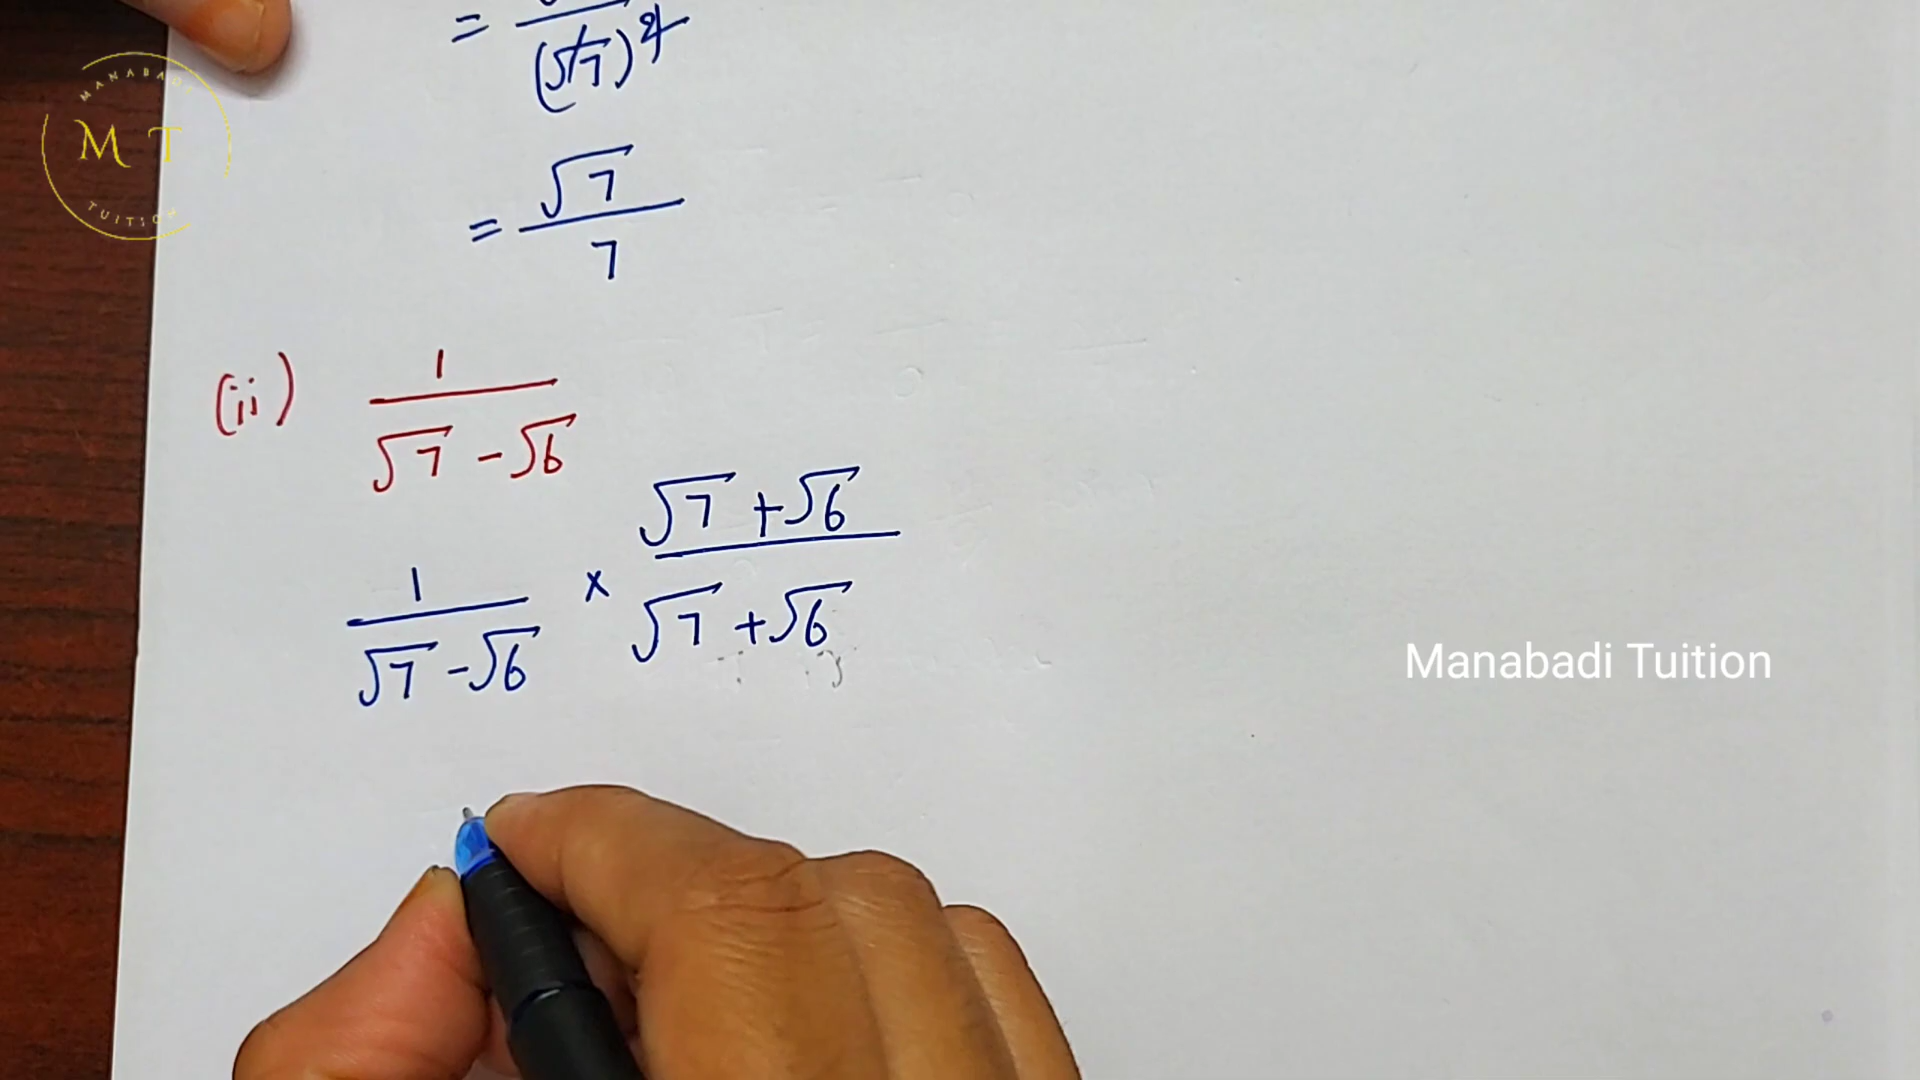 = (√7)²
= √7 / 7
MANABADI
M T
TUITION
(ii) 1 / √7 - √6
1 / √7 - √6 × √7 + √6 / √7 + √6
Manabadi Tuition